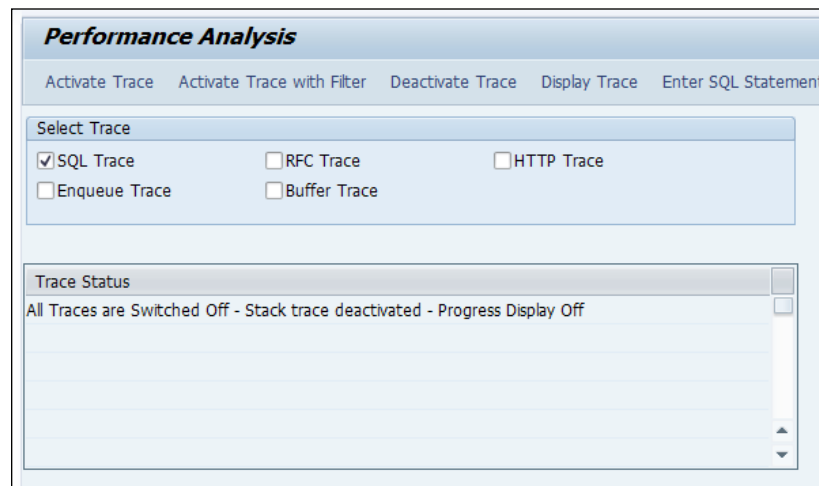 Performance Analysis
Activate Trace Activate Trace with Filter Deactivate Trace Display Trace Enter SQL Statement
Select Trace
SQL Trace RFC Trace HTTP Trace
Enqueue Trace Buffer Trace
Trace Status
All Traces are Switched Off - Stack trace deactivated - Progress Display Off